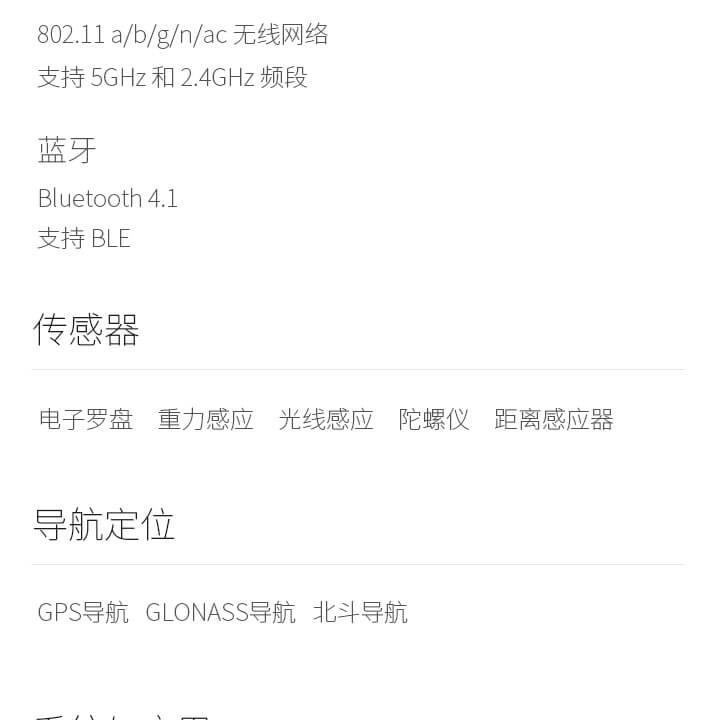 802.11 a/b/g/n/ac 无线网络
支持 5GHz 和 2.4GHz 频段
蓝牙
Bluetooth 4.1
支持 BLE
传感器
电子罗盘 重力感应 光线感应 陀螺仪 距离感应器
导航定位
GPS导航 GLONASS导航 北斗导航